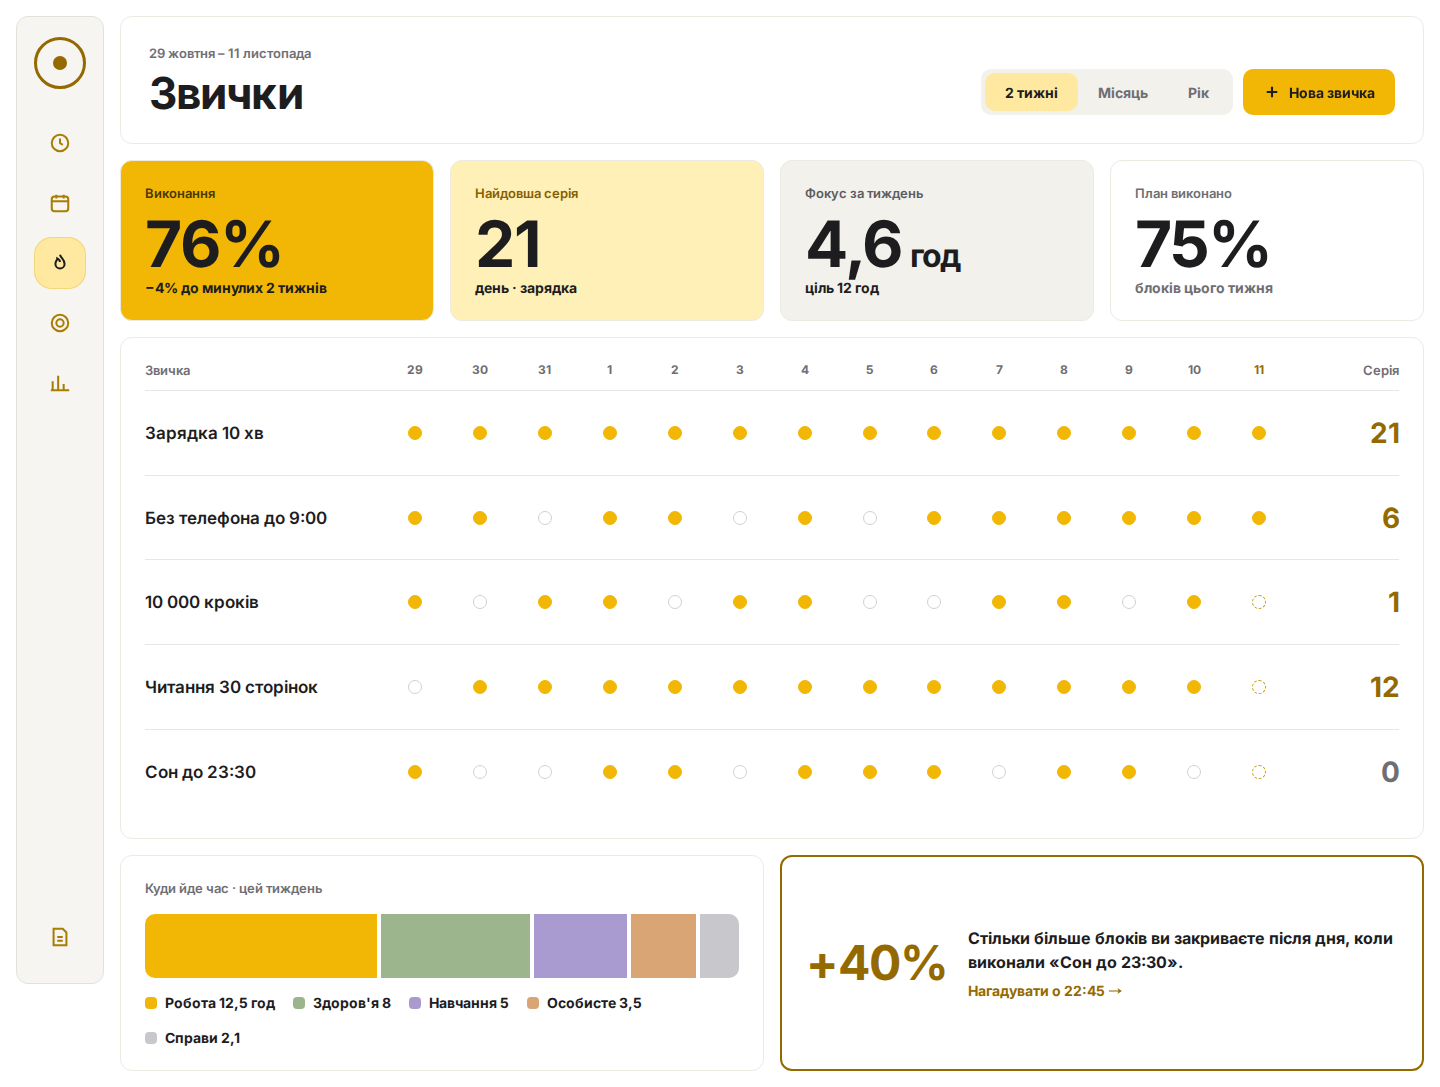 29 жовтня – 11 листопада
Звички
2 тижні
Місяць
Рік
+ Нова звичка
Виконання
76%
−4% до минулих 2 тижнів
Найдовша серія
21
день · зарядка
Фокус за тиждень
4,6 год
ціль 12 год
План виконано
75%
блоків цього тижня
Звичка 29 30 31 1 2 3 4 5 6 7 8 9 10 11 Серія
Зарядка 10 хв 21
Без телефона до 9:00 6
10 000 кроків 1
Читання 30 сторінок 12
Сон до 23:30 0
Куди йде час · цей тиждень
Робота 12,5 год Здоров'я 8 Навчання 5 Особисте 3,5
Справи 2,1
+40%
Стільки більше блоків ви закриваєте після дня, коли
виконали «Сон до 23:30».
Нагадувати о 22:45 →